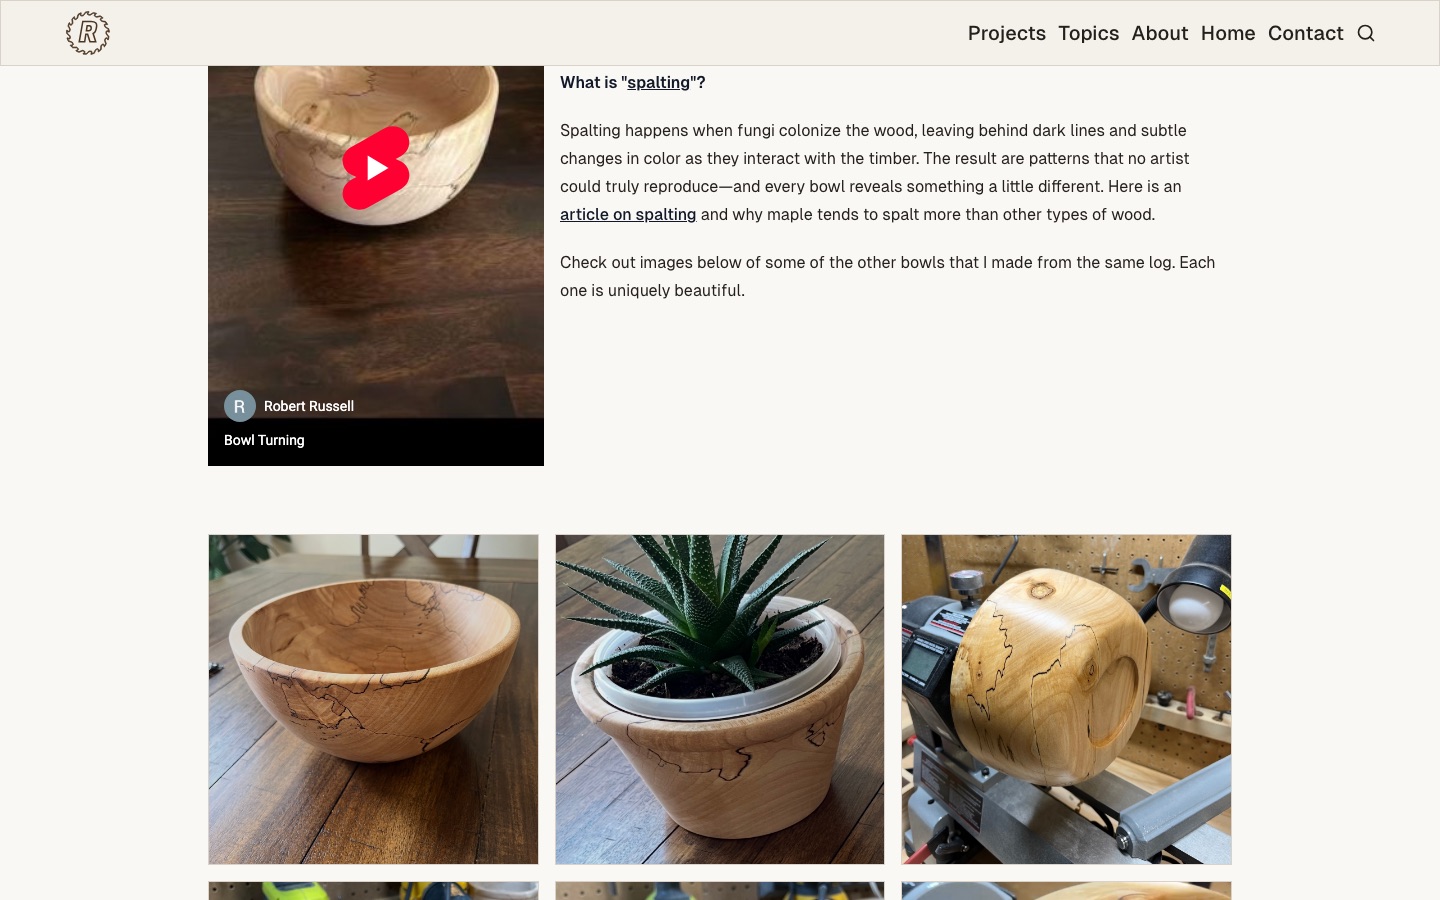 R
Projects Topics About Home Contact
What is "spalting"?
Spalting happens when fungi colonize the wood, leaving behind dark lines and subtle
changes in color as they interact with the timber. The result are patterns that no artist
could truly reproduce—and every bowl reveals something a little different. Here is an
article on spalting and why maple tends to spalt more than other types of wood.
Check out images below of some of the other bowls that I made from the same log. Each
one is uniquely beautiful.
R Robert Russell
Bowl Turning